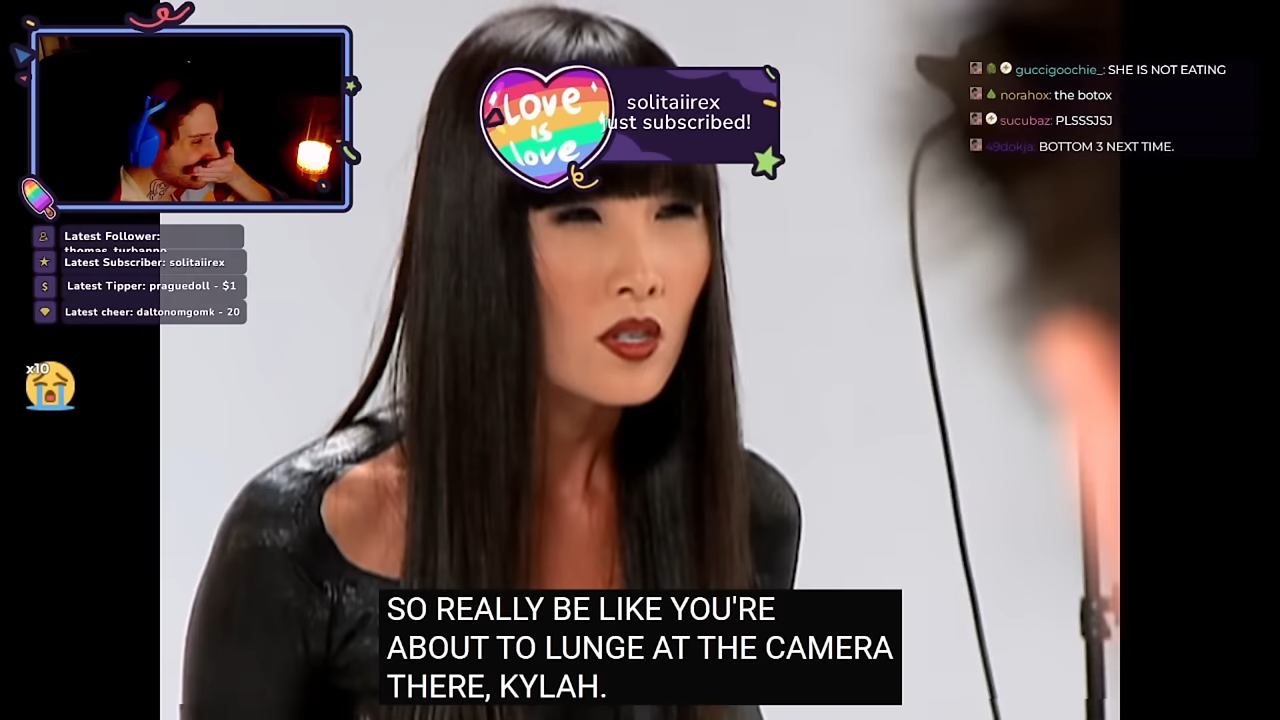 Love
is
love
solitaiirex
just subscribed!
guccigoochie_: SHE IS NOT EATING
norahox: the botox
sucubaz: PLSSSJSJ
49dokja: BOTTOM 3 NEXT TIME.
Latest Follower:
thomas_turbanno
Latest Subscriber: solitaiirex
Latest Tipper: praguedoll - $1
Latest cheer: daltonomgomk - 20
x10
SO REALLY BE LIKE YOU'RE
ABOUT TO LUNGE AT THE CAMERA
THERE, KYLAH.